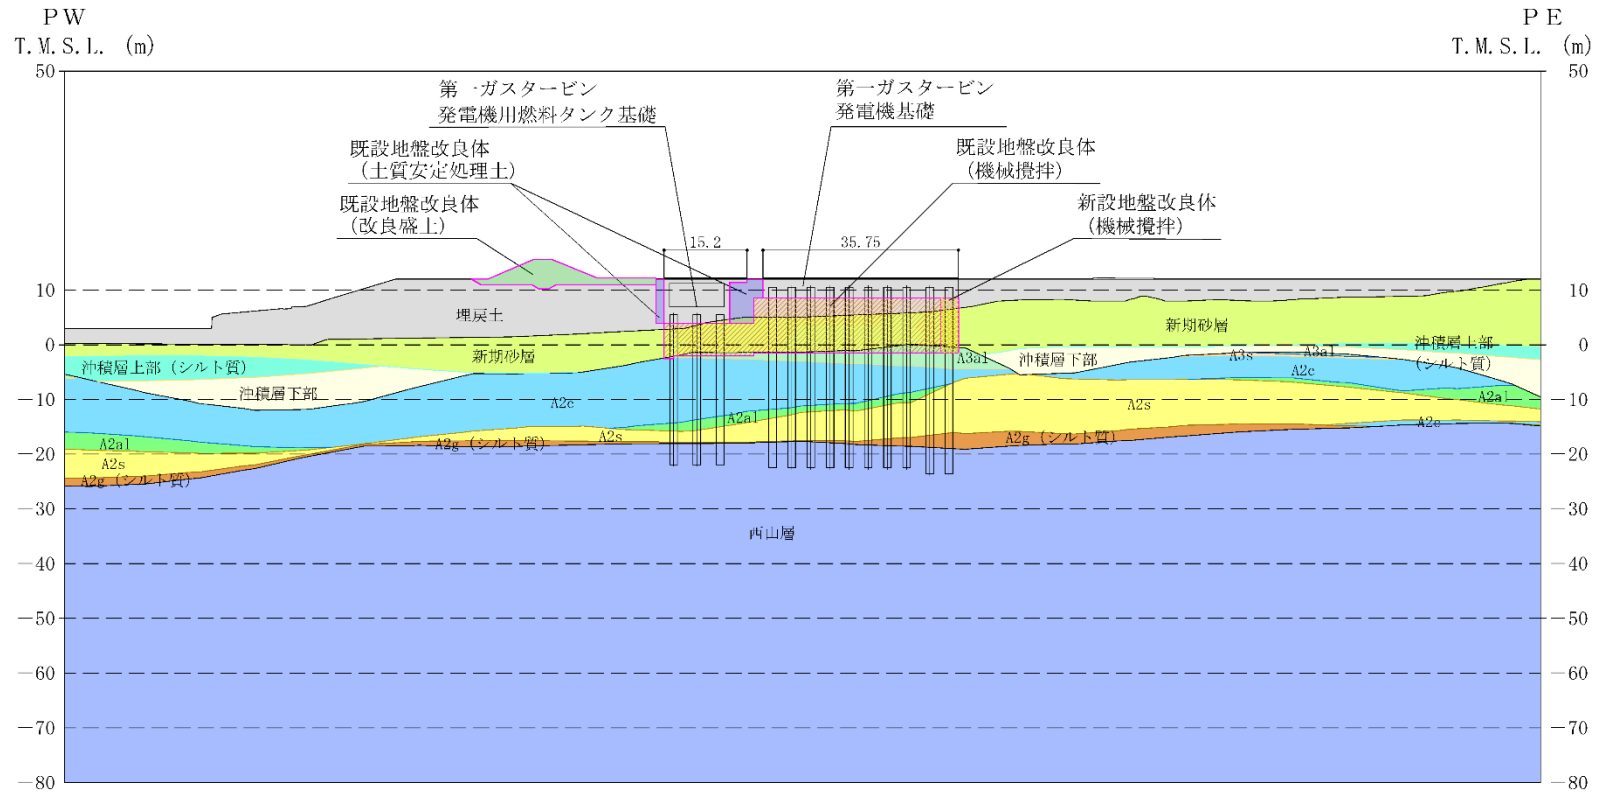 PW
PE
T.M.S.L. (m)
T.M.S.L. (m)
50
50
第一ガスタービン
発電機用燃料タンク基礎
第一ガスタービン
発電機基礎
既設地盤改良体
(土質安定処理土)
既設地盤改良体
(機械攪拌)
既設地盤改良体
(改良盛土)
新設地盤改良体
(機械攪拌)
15.2
35.75
10
10
埋戻土
新期砂層
0
0
新期砂層
沖積層上部 (シルト質)
沖積層下部
A3a1
沖積層下部
A3s
A3a1
沖積層上部
(シルト質)
A2c
A2c
A2a1
-10
-10
A2s
A2a1
A2a1
A2s
A2c
A2g (シルト質)
A2g (シルト質)
A2s
A2g (シルト質)
-20
-20
-30
-30
西山層
-40
-40
-50
-50
-60
-60
-70
-70
-80
-80